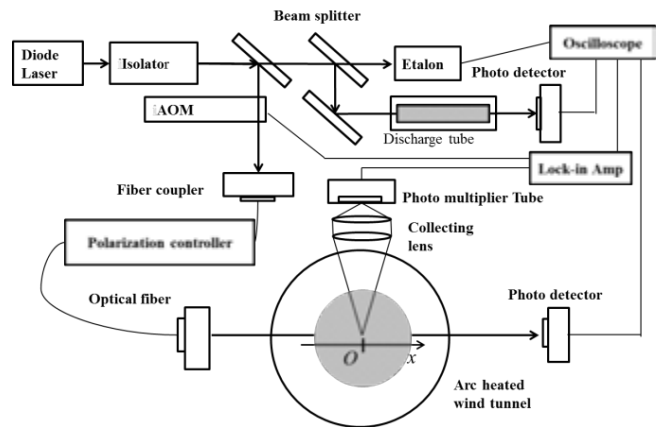 Beam splitter
Diode
Laser
Isolator
Etalon
Oscilloscope
Photo detector
AOM
Discharge tube
Lock-in Amp
Fiber coupler
Photo multiplier Tube
Collecting
lens
Polarization controller
Optical fiber
Photo detector
O
x
Arc heated
wind tunnel